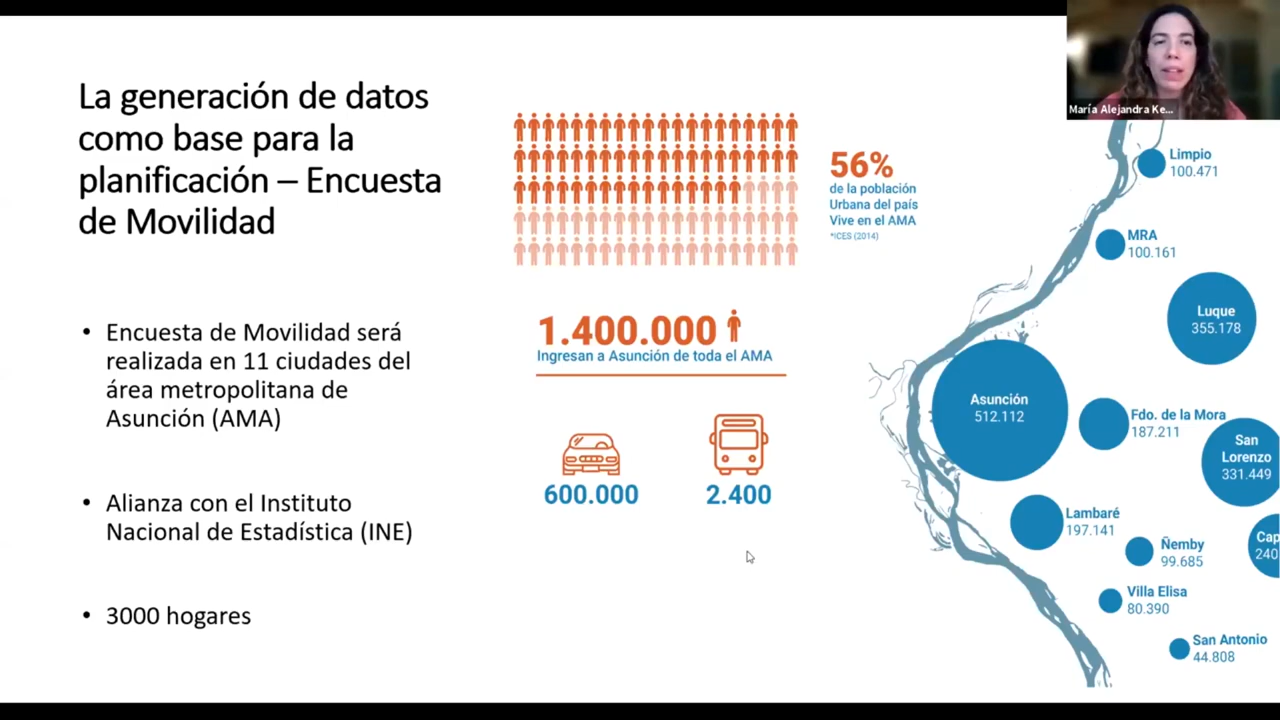 La generación de datos
como base para la
planificación – Encuesta
de Movilidad
• Encuesta de Movilidad será
realizada en 11 ciudades del
área metropolitana de
Asunción (AMA)
• Alianza con el Instituto
Nacional de Estadística (INE)
• 3000 hogares
56%
de la población
Urbana del país
Vive en el AMA
*ICES (2014)
1.400.000
Ingresan a Asunción de toda el AMA
600.000
2.400
María Alejandra Ke...
Limpio
100.471
MRA
100.161
Luque
355.178
Asunción
512.112
Fdo. de la Mora
187.211
San
Lorenzo
331.449
Lambaré
197.141
Ñemby
99.685
Cap
240
Villa Elisa
80.390
San Antonio
44.808